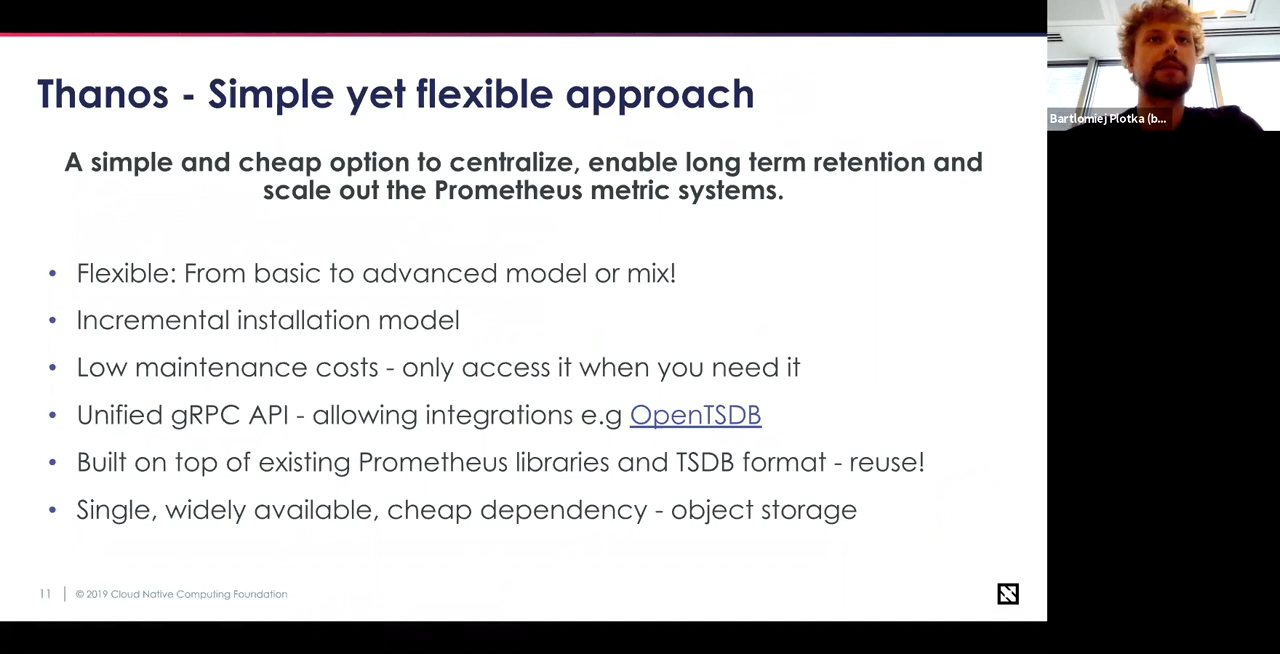 Thanos - Simple yet flexible approach
A simple and cheap option to centralize, enable long term retention and
scale out the Prometheus metric systems.
• Flexible: From basic to advanced model or mix!
• Incremental installation model
• Low maintenance costs - only access it when you need it
• Unified gRPC API - allowing integrations e.g OpenTSDB
• Built on top of existing Prometheus libraries and TSDB format - reuse!
• Single, widely available, cheap dependency - object storage
11 | © 2019 Cloud Native Computing Foundation
Bartlomiej Plotka (b...